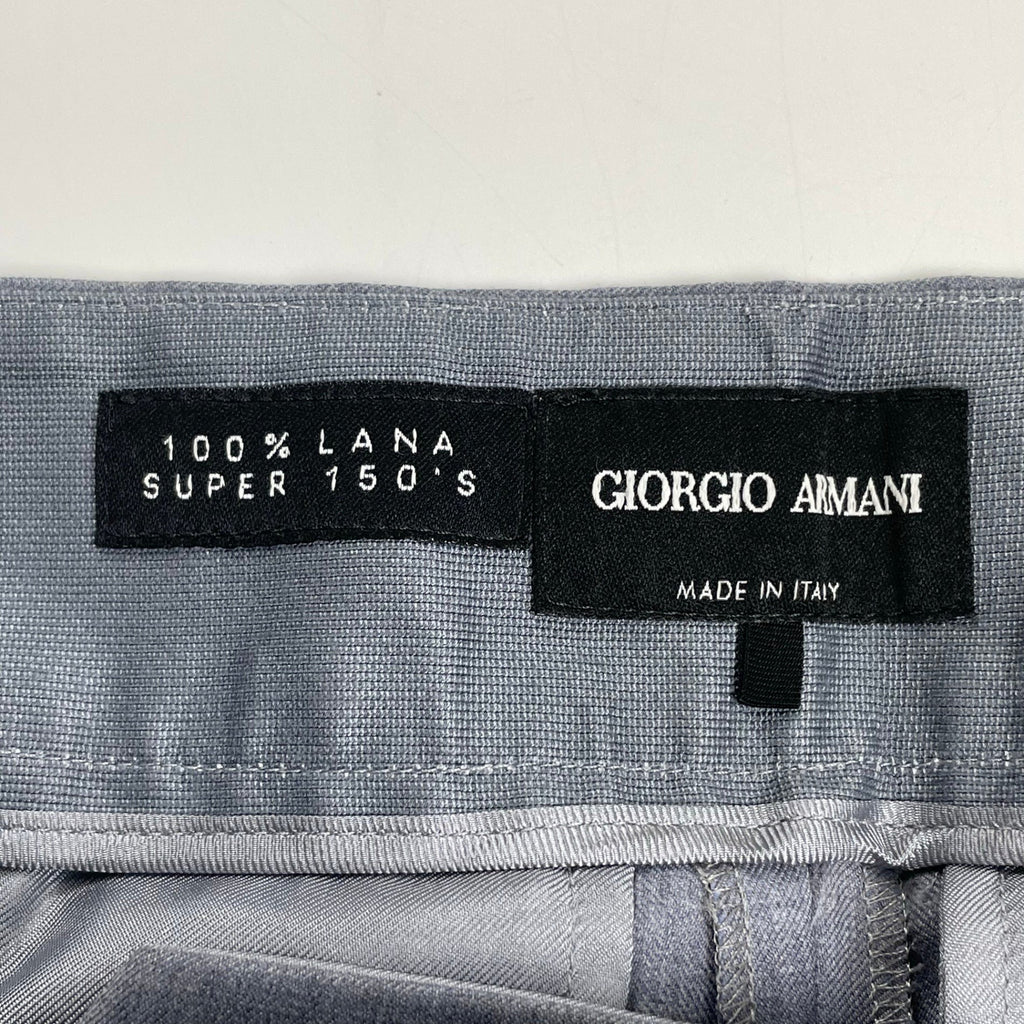 100% LANA
SUPER 150'S
GIORGIO ARMANI
MADE IN ITALY